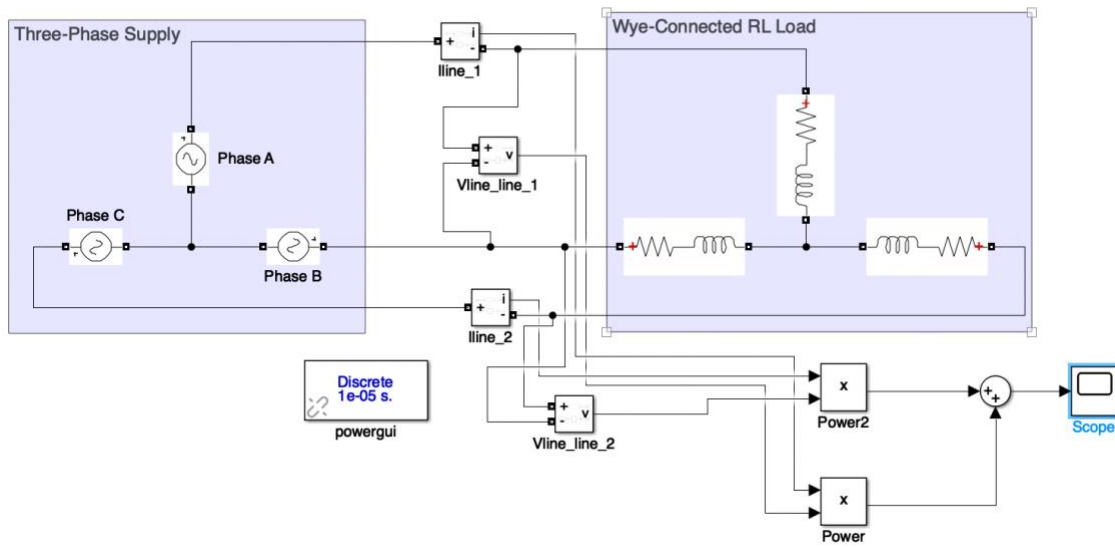 Three-Phase Supply
Wye-Connected RL Load
+
i
-
Iline_1
Phase A
+
-
v
Vline_line_1
Phase C
Phase B
+
i
-
Iline_2
Discrete
1e-05 s.
powergui
+
-
v
Vline_line_2
x
Power2
+
+
Scope
x
Power